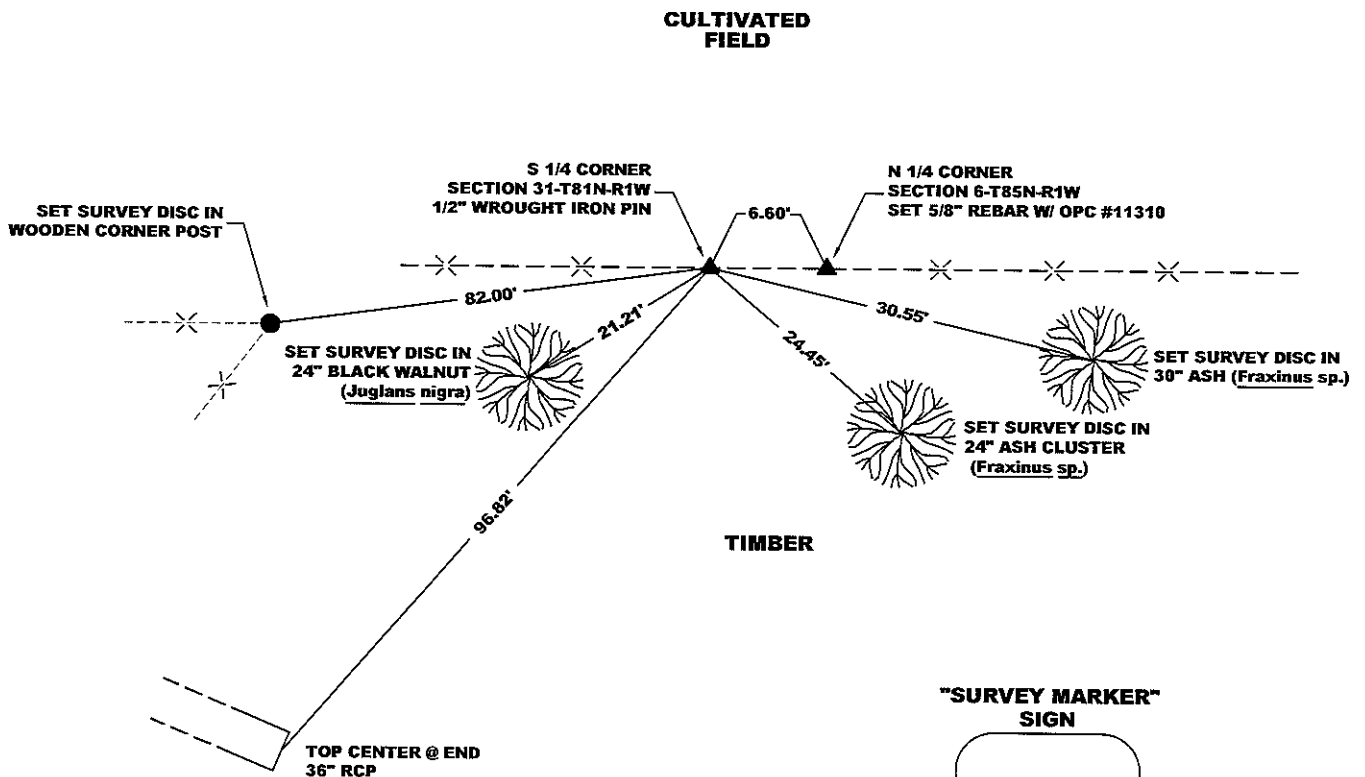 CULTIVATED
FIELD
S 1/4 CORNER
SECTION 31-T81N-R1W
1/2" WROUGHT IRON PIN
N 1/4 CORNER
SECTION 6-T85N-R1W
SET 5/8" REBAR W/ OPC #11310
SET SURVEY DISC IN
WOODEN CORNER POST
6.60'
82.00'
21.21'
30.55'
24.45'
SET SURVEY DISC IN
24" BLACK WALNUT
(Juglans nigra)
SET SURVEY DISC IN
30" ASH (Fraxinus sp.)
SET SURVEY DISC IN
24" ASH CLUSTER
(Fraxinus sp.)
96.82'
TIMBER
"SURVEY MARKER"
SIGN
TOP CENTER @ END
36" RCP